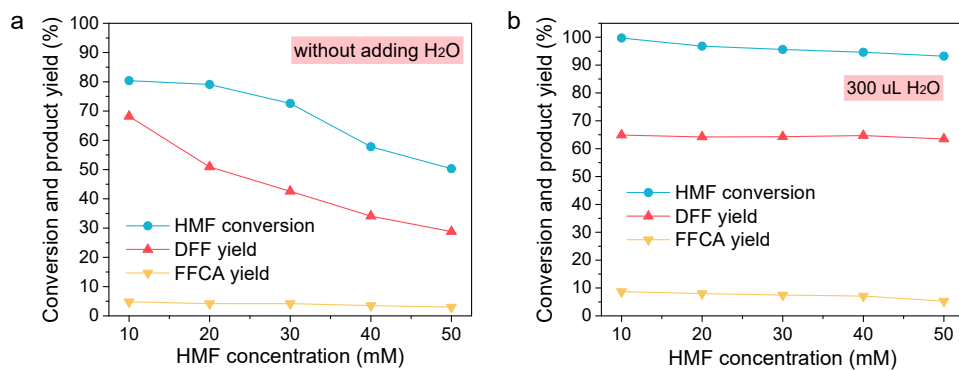 a
Conversion and product yield (%)
100
90
80
70
60
50
40
30
20
10
0
without adding H2O
HMF conversion
DFF yield
FFCA yield
10 20 30 40 50
HMF concentration (mM)
b
Conversion and product yield (%)
100
90
80
70
60
50
40
30
20
10
0
300 uL H2O
HMF conversion
DFF yield
FFCA yield
10 20 30 40 50
HMF concentration (mM)